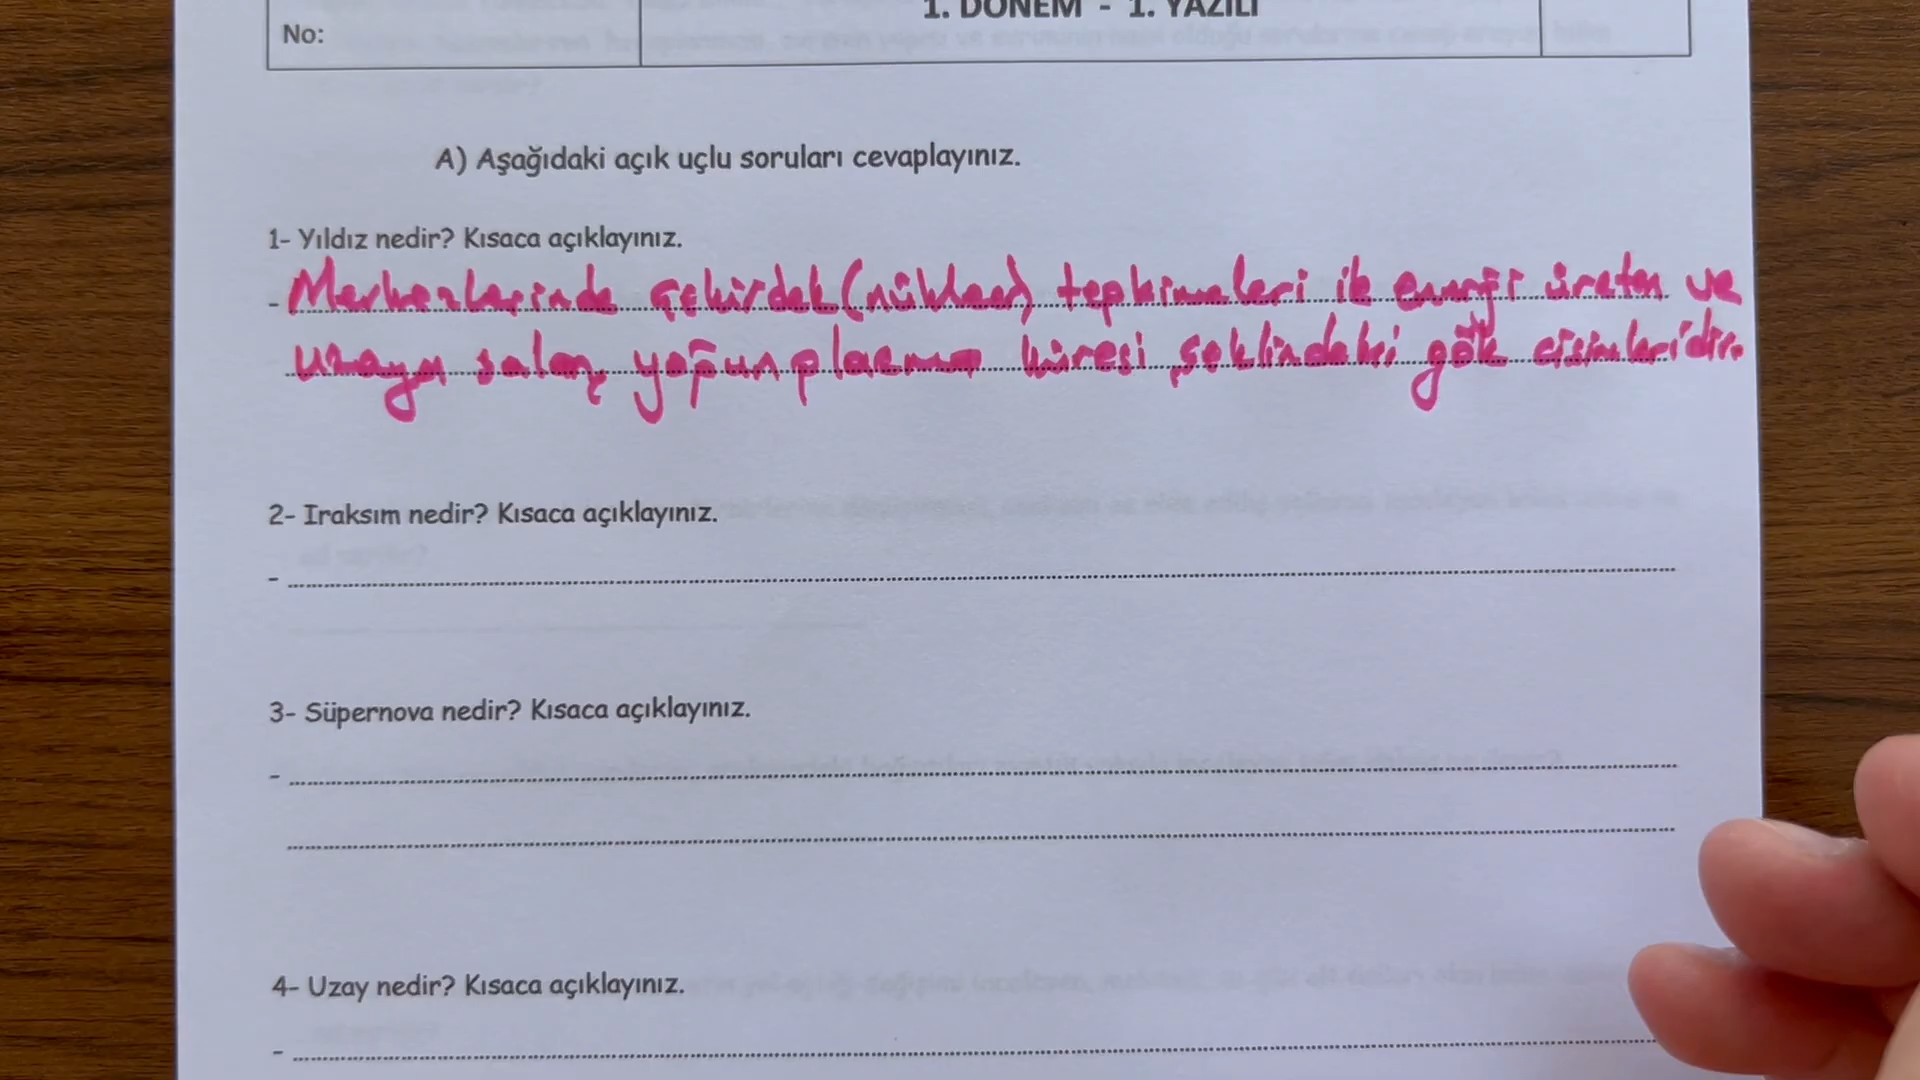 1. DÖNEM - 1. YAZILI
No:
A) Aşağıdaki açık uçlu soruları cevaplayınız.
1- Yıldız nedir? Kısaca açıklayınız.
- Merkezlerinde çekirdek (nükleer) tepkimeleri ile enerji üreten ve
uzaya salan, yoğun plazma küresi şeklindeki gök cisimleridir.
2- Iraksım nedir? Kısaca açıklayınız.
-
3- Süpernova nedir? Kısaca açıklayınız.
-
4- Uzay nedir? Kısaca açıklayınız.
-